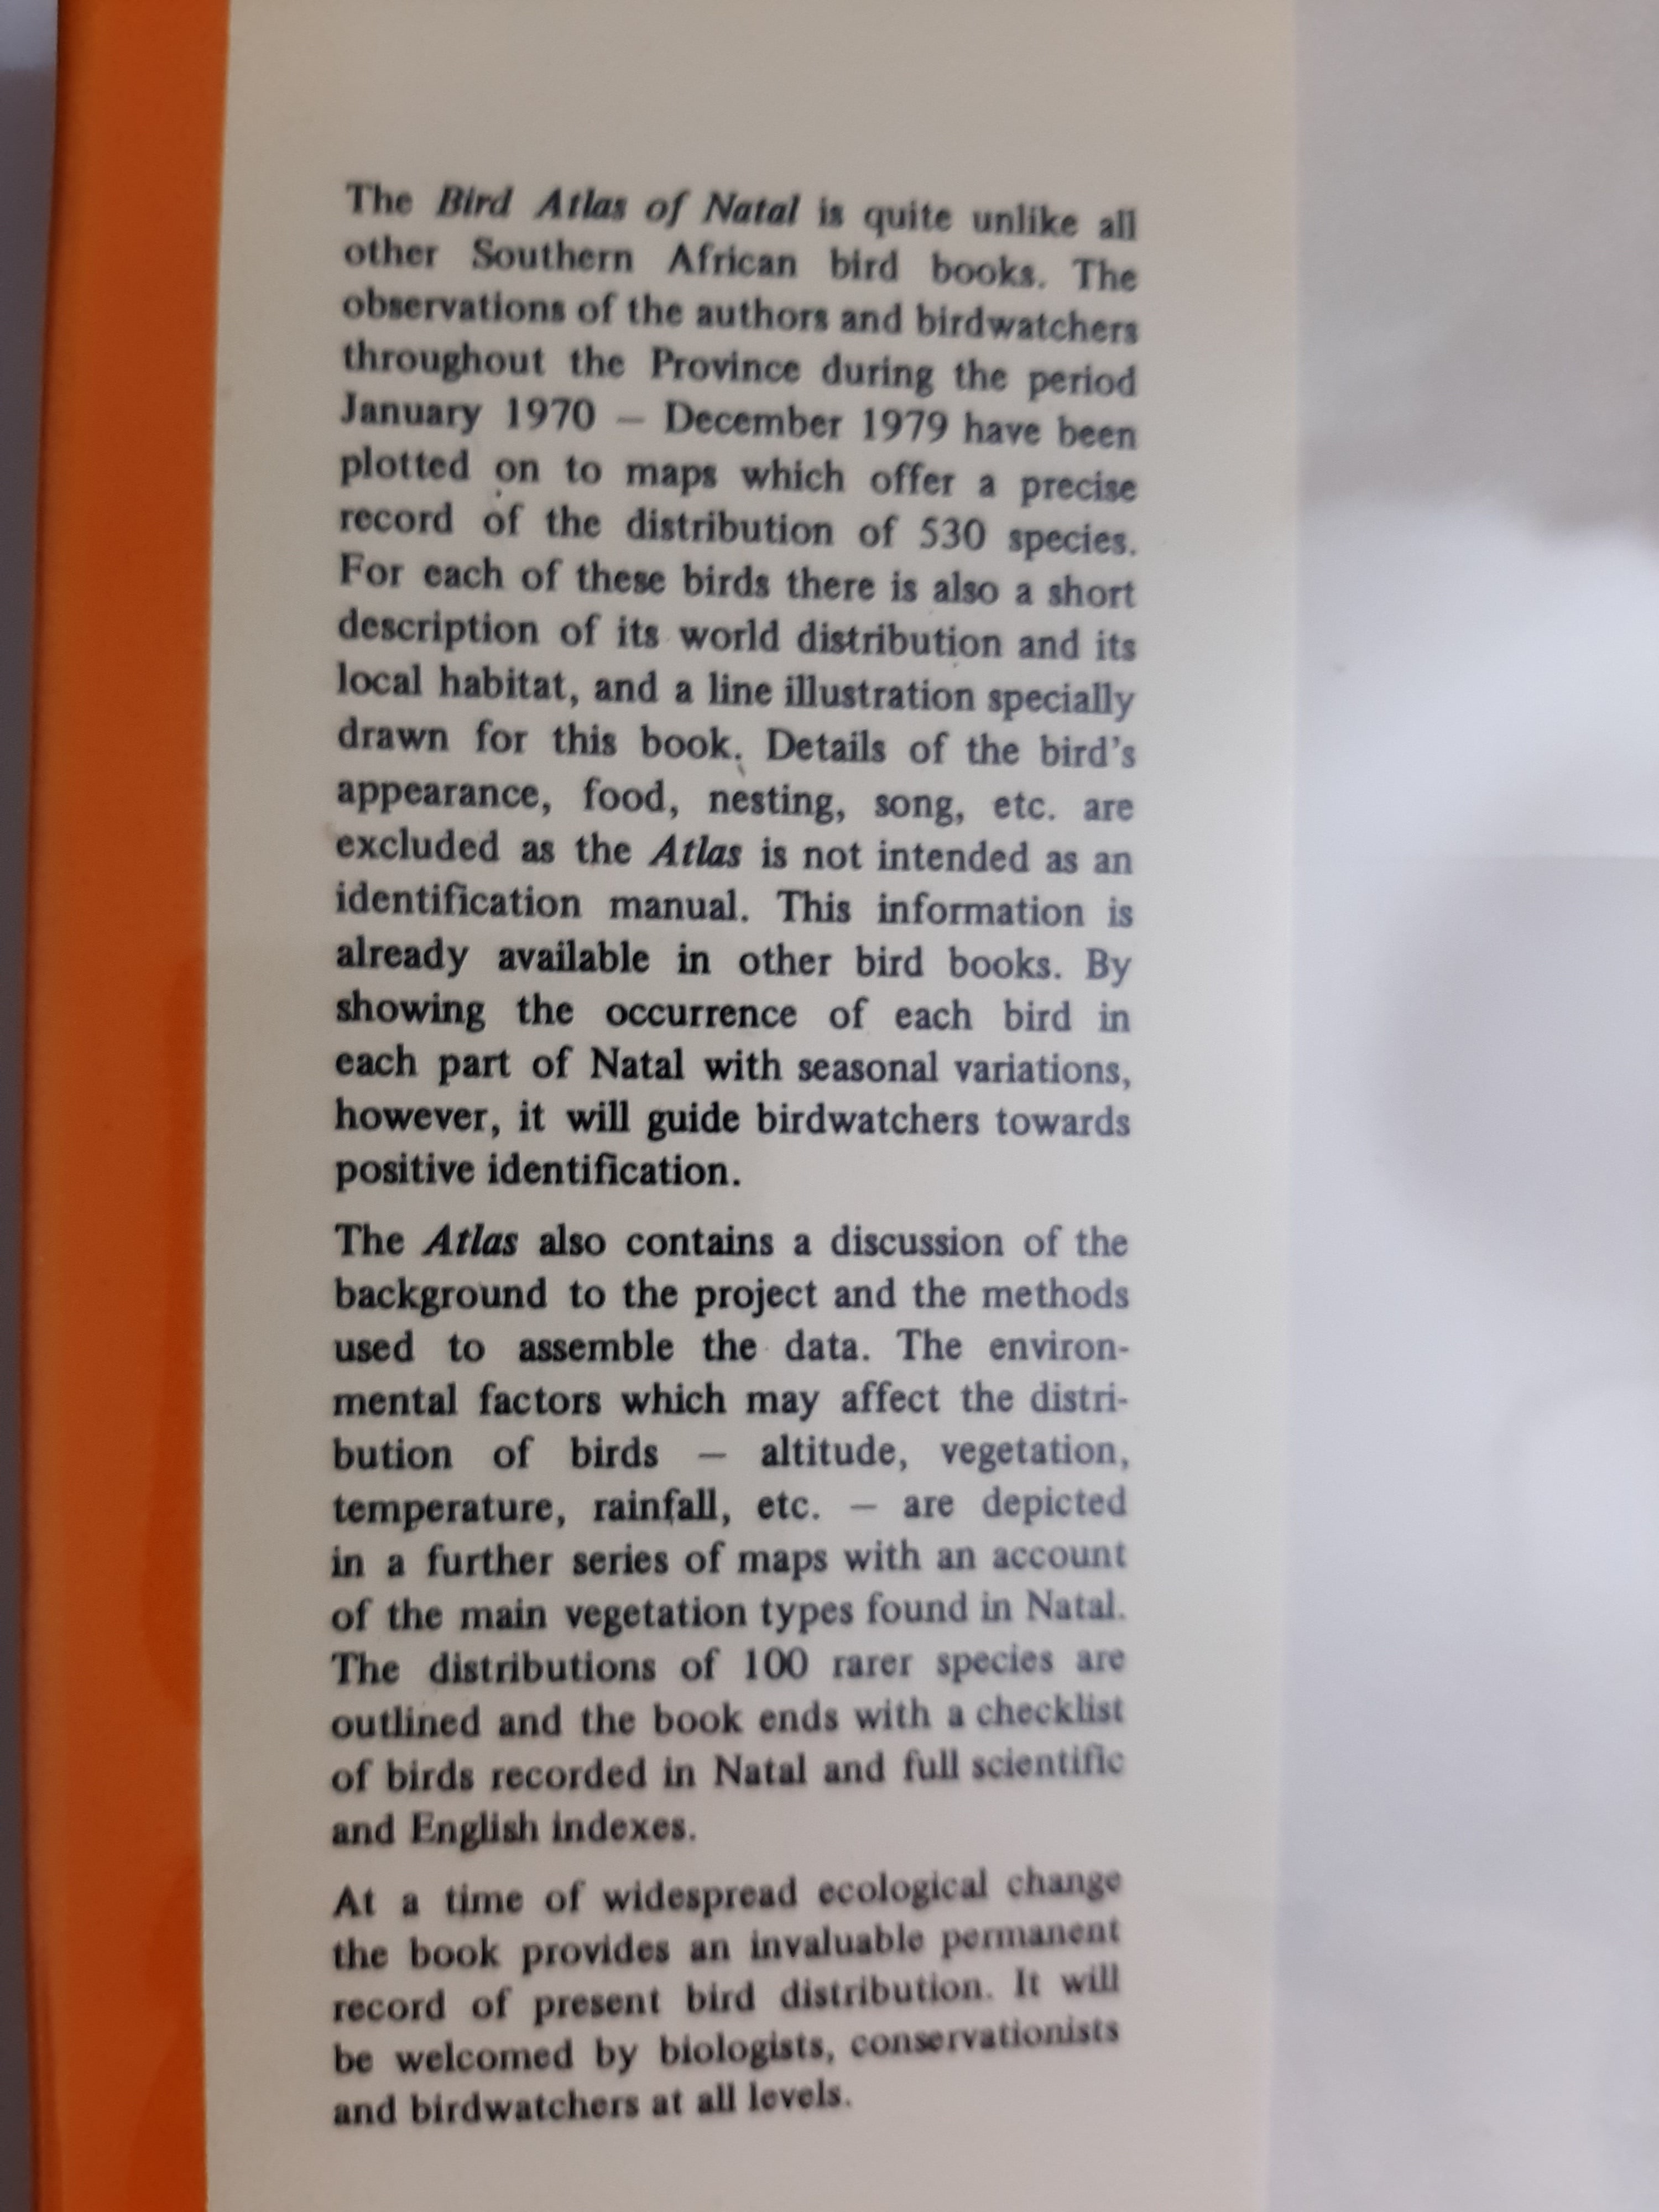 The Bird Atlas of Natal is quite unlike all
other Southern African bird books. The
observations of the authors and birdwatchers
throughout the Province during the period
January 1970 – December 1979 have been
plotted on to maps which offer a precise
record of the distribution of 530 species.
For each of these birds there is also a short
description of its world distribution and its
local habitat, and a line illustration specially
drawn for this book. Details of the bird's
appearance, food, nesting, song, etc. are
excluded as the Atlas is not intended as an
identification manual. This information is
already available in other bird books. By
showing the occurrence of each bird in
each part of Natal with seasonal variations,
however, it will guide birdwatchers towards
positive identification.
The Atlas also contains a discussion of the
background to the project and the methods
used to assemble the data. The environ-
mental factors which may affect the distri-
bution of birds – altitude, vegetation,
temperature, rainfall, etc. – are depicted
in a further series of maps with an account
of the main vegetation types found in Natal.
The distributions of 100 rarer species are
outlined and the book ends with a checklist
of birds recorded in Natal and full scientific
and English indexes.
At a time of widespread ecological change
the book provides an invaluable permanent
record of present bird distribution. It will
be welcomed by biologists, conservationists
and birdwatchers at all levels.